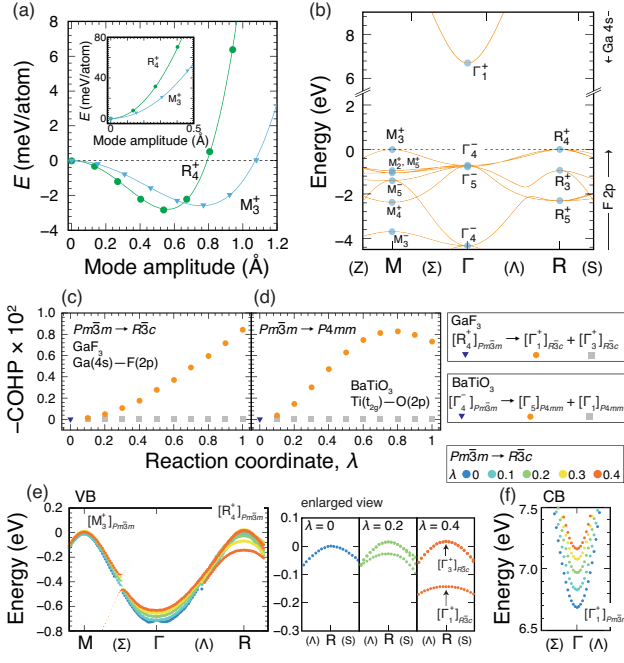 (a)
E (meV/atom)
6
4
2
0
−2
−4
0
0.2
0.4
0.6
0.8
1.0
1.2
Mode amplitude (Å)
R₄⁺
M₃⁺
E (meV/atom)
80
40
0
0
0.5
Mode amplitude (Å)
R₄⁺
M₃⁺
(b)
Energy (eV)
8
6
0
−2
−4
Γ₁⁺
M₃⁺
Γ₄⁻
R₄⁺
M₂⁺, M₅⁺
Γ₅⁻
R₃⁺
M₅⁻
M₄⁺
R₅⁺
M₃⁻
Γ₄⁻
(Z) M (Σ) Γ (Λ) R (S)
Ga 4s
F 2p
(c)
Pm3̄m → R3̄c
GaF₃
Ga(4s)—F(2p)
−COHP × 10²
1.0
0.8
0.6
0.4
0.2
0
0 0.2 0.4 0.6 0.8 1
(d)
Pm3̄m → P4mm
BaTiO₃
Ti(t₂g)—O(2p)
0 0.2 0.4 0.6 0.8 1
Reaction coordinate, λ
GaF₃
[R₄⁺]Pm3̄m → [Γ₁⁺]R3̄c + [Γ₃⁺]R3̄c
BaTiO₃
[Γ₄⁻]Pm3̄m → [Γ₅]P4mm + [Γ₁]P4mm
Pm3̄m → R3̄c
λ 0 0.1 0.2 0.3 0.4
(e)
VB
Energy (eV)
0.2
0
−0.2
−0.4
−0.6
−0.8
[M₃⁺]Pm3̄m
[R₄⁺]Pm3̄m
M (Σ) Γ (Λ) R
enlarged view
0.1
0
−0.1
−0.2
−0.3
λ = 0
λ = 0.2
λ = 0.4
[Γ₃⁺]R3̄c
[Γ₁⁺]R3̄c
(Λ) R (S)
(Λ) R (S)
(Λ) R (S)
(f)
CB
Energy (eV)
7.5
7.0
6.5
[Γ₁⁺]Pm3̄m
(Σ) Γ (Λ)